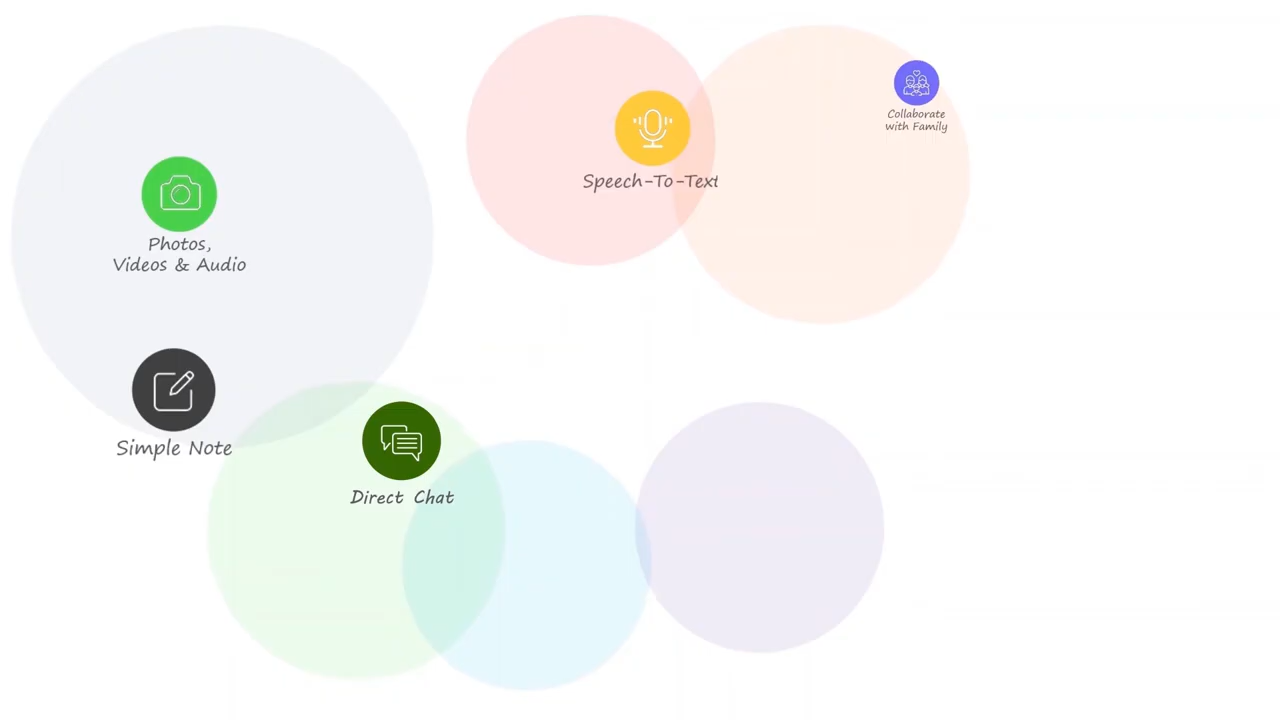 Collaborate
with Family
Speech-To-Text
Photos,
Videos & Audio
Simple Note
Direct Chat